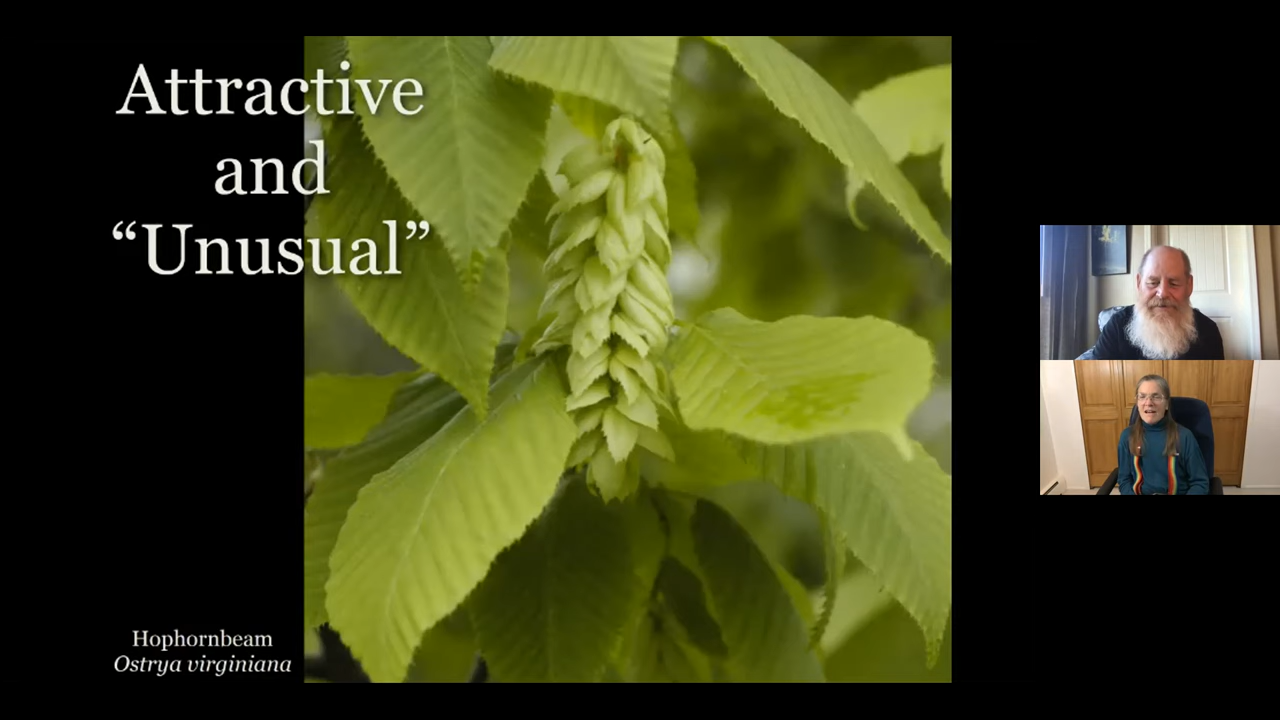 Attractive
and
“Unusual”
Hophornbeam
Ostrya virginiana